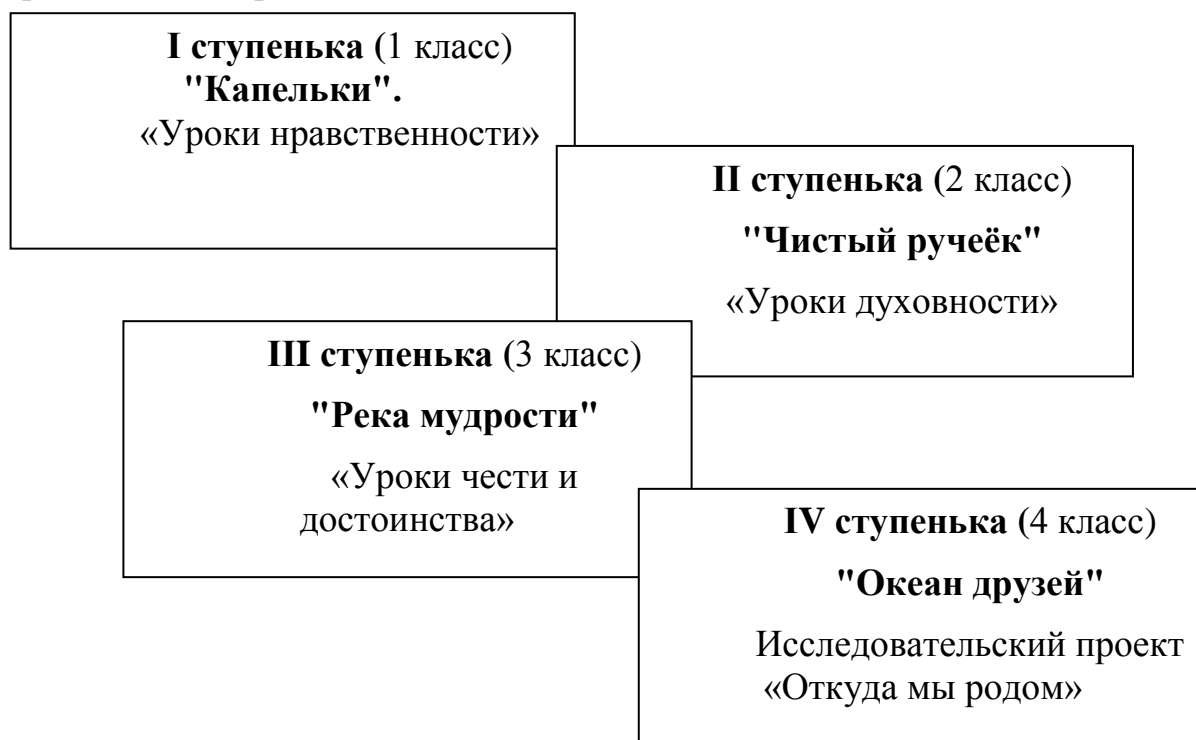 I ступенька (1 класс)
"Капельки".
«Уроки нравственности»
II ступенька (2 класс)
"Чистый ручеёк"
«Уроки духовности»
III ступенька (3 класс)
"Река мудрости"
«Уроки чести и
достоинства»
IV ступенька (4 класс)
"Океан друзей"
Исследовательский проект
«Откуда мы родом»